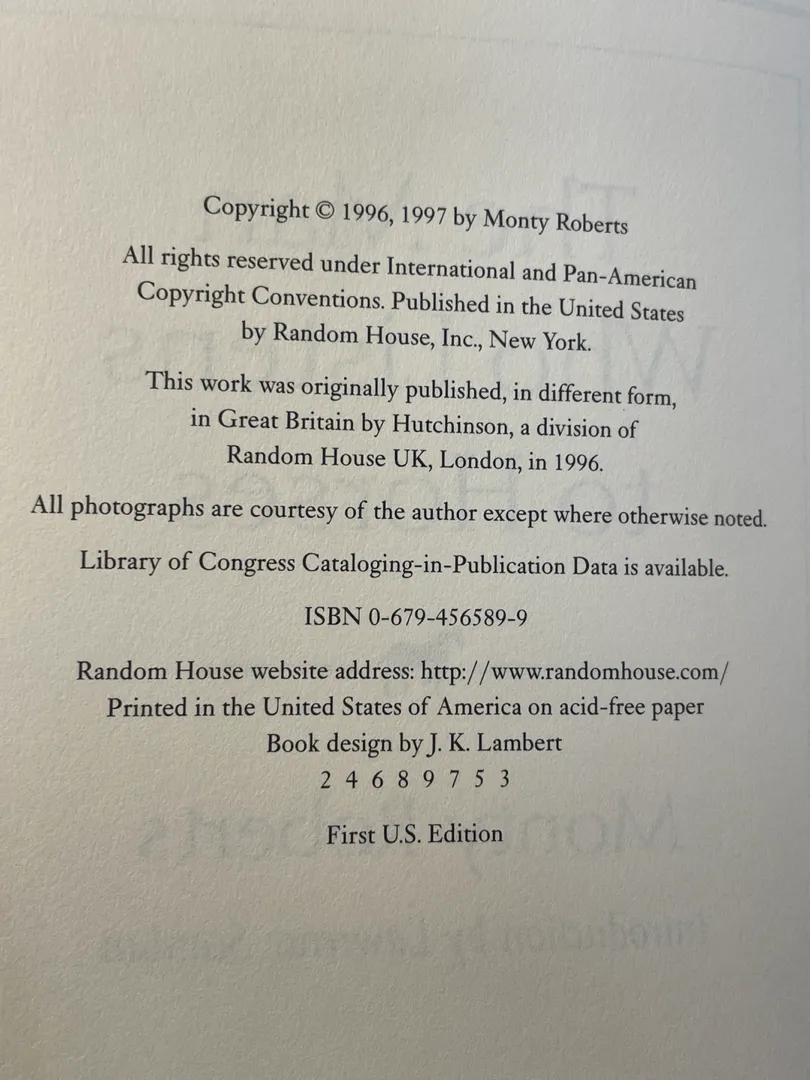 Copyright © 1996, 1997 by Monty Roberts
All rights reserved under International and Pan-American
Copyright Conventions. Published in the United States
by Random House, Inc., New York.
This work was originally published, in different form,
in Great Britain by Hutchinson, a division of
Random House UK, London, in 1996.
All photographs are courtesy of the author except where otherwise noted.
Library of Congress Cataloging-in-Publication Data is available.
ISBN 0-679-456589-9
Random House website address: http://www.randomhouse.com/
Printed in the United States of America on acid-free paper
Book design by J. K. Lambert
2 4 6 8 9 7 5 3
First U.S. Edition